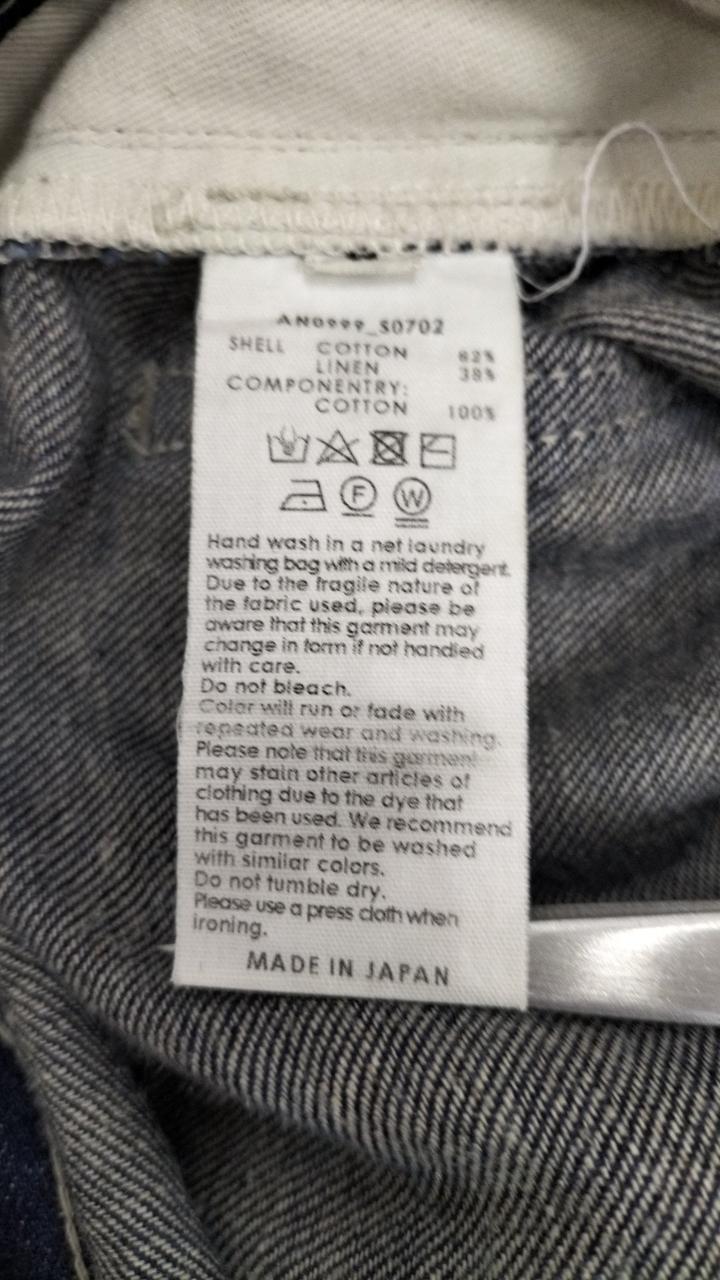 AN0999_S0702
SHELL COTTON 62%
LINEN 38%
COMPONENTRY:
COTTON 100%
F W
Hand wash in a net laundry
washing bag with a mild detergent.
Due to the fragile nature of
the fabric used, please be
aware that this garment may
change in form if not handled
with care.
Do not bleach.
Color will run or fade with
repeated wear and washing.
Please note that this garment
may stain other articles of
clothing due to the dye that
has been used. We recommend
this garment to be washed
with similar colors.
Do not tumble dry.
Please use a press cloth when
ironing.
MADE IN JAPAN